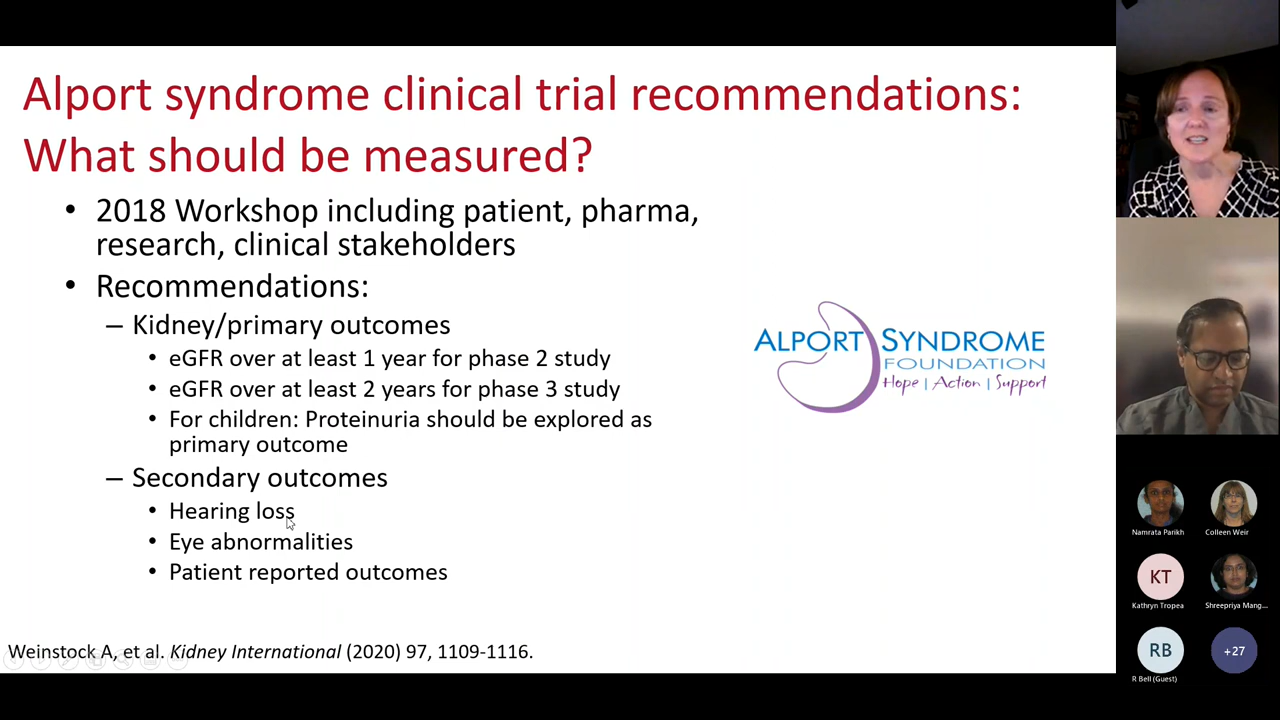 Alport syndrome clinical trial recommendations:
What should be measured?
• 2018 Workshop including patient, pharma,
research, clinical stakeholders
• Recommendations:
– Kidney/primary outcomes
• eGFR over at least 1 year for phase 2 study
• eGFR over at least 2 years for phase 3 study
• For children: Proteinuria should be explored as
primary outcome
– Secondary outcomes
• Hearing loss
• Eye abnormalities
• Patient reported outcomes
ALPORT SYNDROME
FOUNDATION
Hope | Action | Support
Weinstock A, et al. Kidney International (2020) 97, 1109-1116.
Namrata Parikh
Colleen Weir
KT
Kathryn Tropea
Shreepriya Mang...
RB
R Bell (Guest)
+27